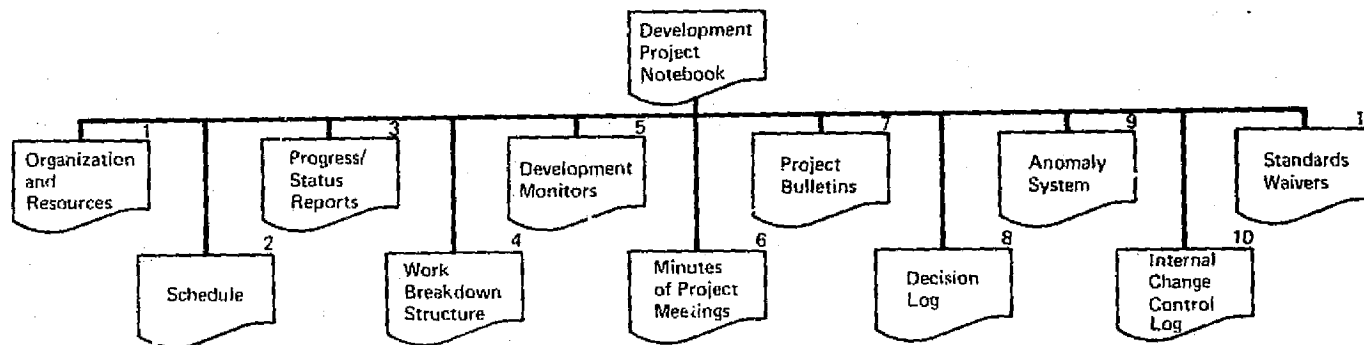 Development
Project
Notebook
1
Organization
and
Resources
2
Schedule
3
Progress/
Status
Reports
4
Work
Breakdown
Structure
5
Development
Monitors
6
Minutes
of Project
Meetings
7
Project
Bulletins
8
Decision
Log
9
Anomaly
System
10
Internal
Change
Control
Log
Standards
Waivers